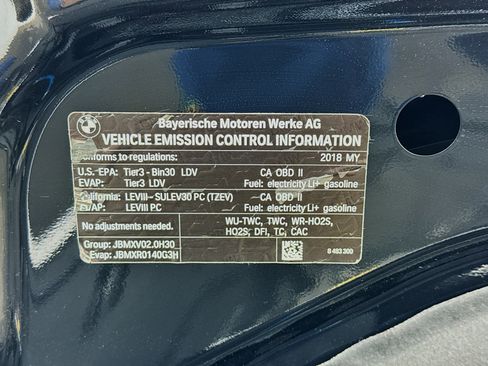 BMW
Bayerische Motoren Werke AG
VEHICLE EMISSION CONTROL INFORMATION
Conforms to regulations: 2018 MY
U.S.-EPA: Tier3 - Bin30 LDV CA OBD II
EVAP: Tier3 LDV Fuel: electricity Li+ gasoline
California: LEVIII-SULEV30 PC (TZEV) CA OBD II
EVAP: LEVIII PC Fuel: electricity Li+ gasoline
No adjustments needed. WU-TWC, TWC, WR-HO2S,
HO2S; DFI, TC, CAC
Group: JBMXV02.0H30
Evap: JBMXR0140G3H
8 493 300